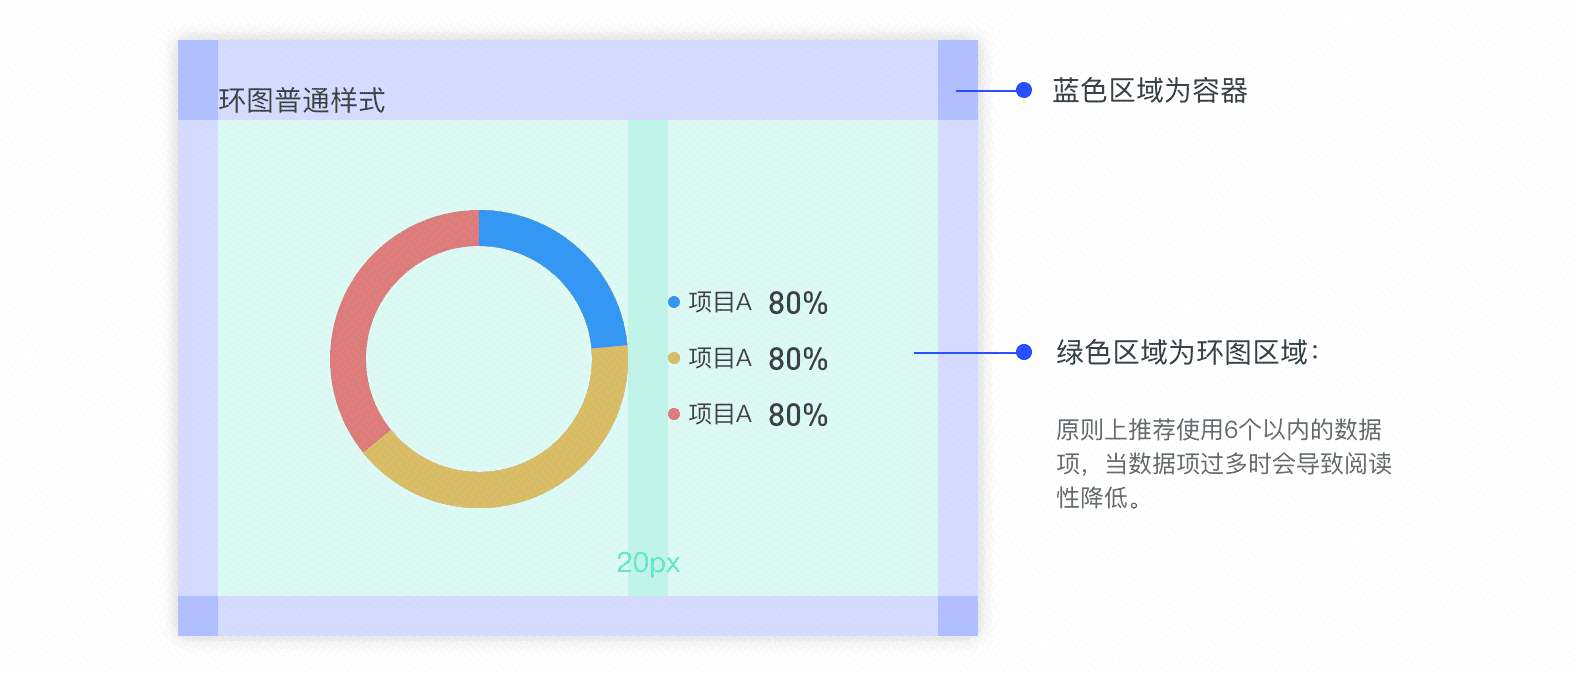 环图普通样式
蓝色区域为容器
项目A 80%
项目A 80%
项目A 80%
20px
绿色区域为环图区域：
原则上推荐使用6个以内的数据
项，当数据项过多时会导致阅读
性降低。